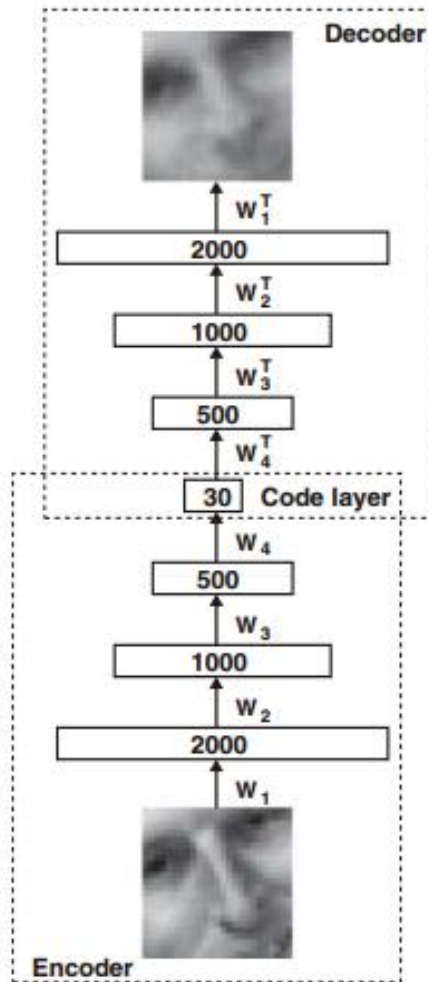 Decoder
W₁ᵀ
2000
W₂ᵀ
1000
W₃ᵀ
500
W₄ᵀ
30 Code layer
W₄
500
W₃
1000
W₂
2000
W₁
Encoder